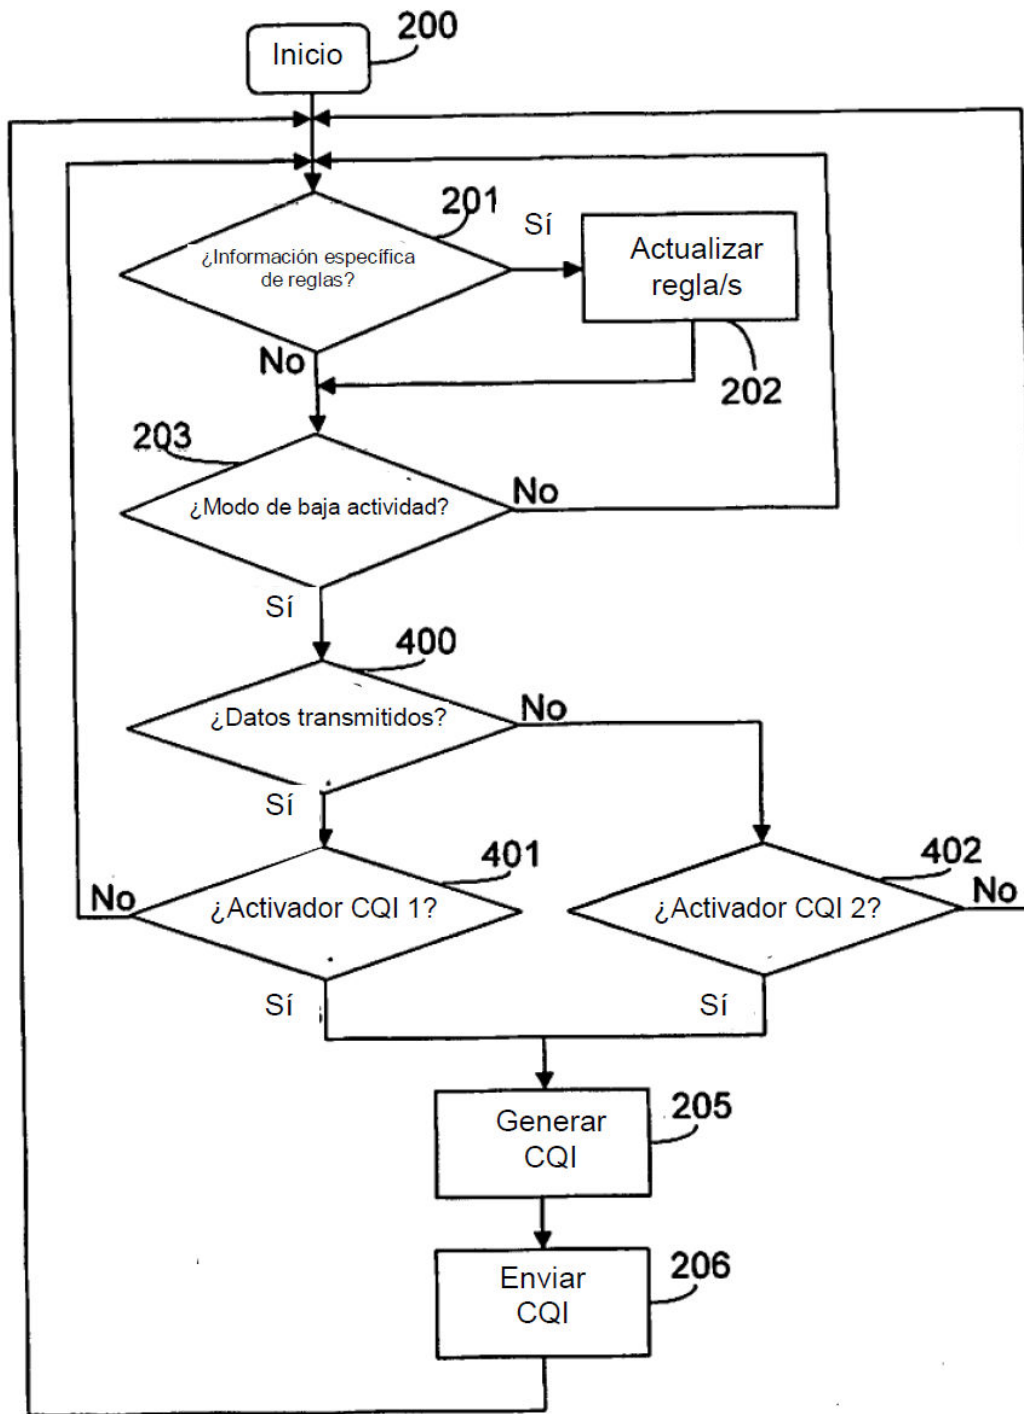 200
Inicio
201
¿Información específica
de reglas?
Sí
Actualizar
regla/s
202
No
203
¿Modo de baja actividad?
No
Sí
400
¿Datos transmitidos?
No
Sí
401
¿Activador CQI 1?
No
402
¿Activador CQI 2?
No
Sí
Sí
Generar
CQI
205
Enviar
CQI
206